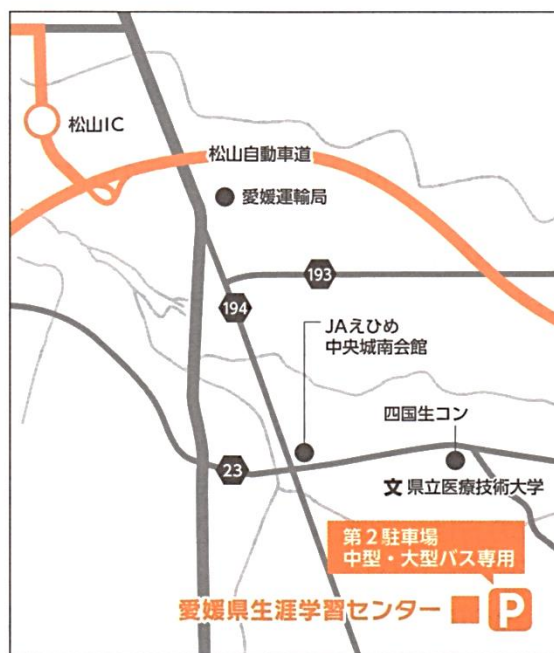 松山IC
松山自動車道
愛媛運輸局
193
194
JAえひめ
中央城南会館
四国生コン
23
文 県立医療技術大学
第2駐車場
中型・大型バス専用
愛媛県生涯学習センター
P